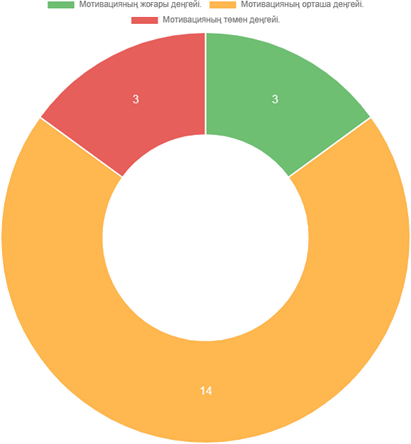 Мотивацияның жоғары деңгейі. Мотивацияның орташа деңгейі.
Мотивацияның төмен деңгейі.
3 3
14